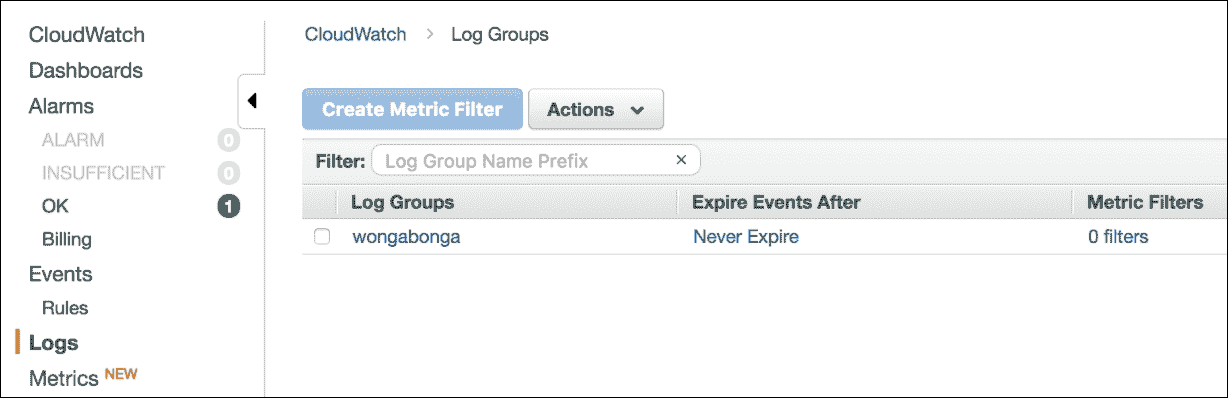 CloudWatch
Dashboards
Alarms
ALARM 0
INSUFFICIENT 0
OK 1
Billing
Events
Rules
Logs
Metrics NEW
CloudWatch > Log Groups
Create Metric Filter Actions
Filter: Log Group Name Prefix ×
Log Groups Expire Events After Metric Filters
wongabonga Never Expire 0 filters